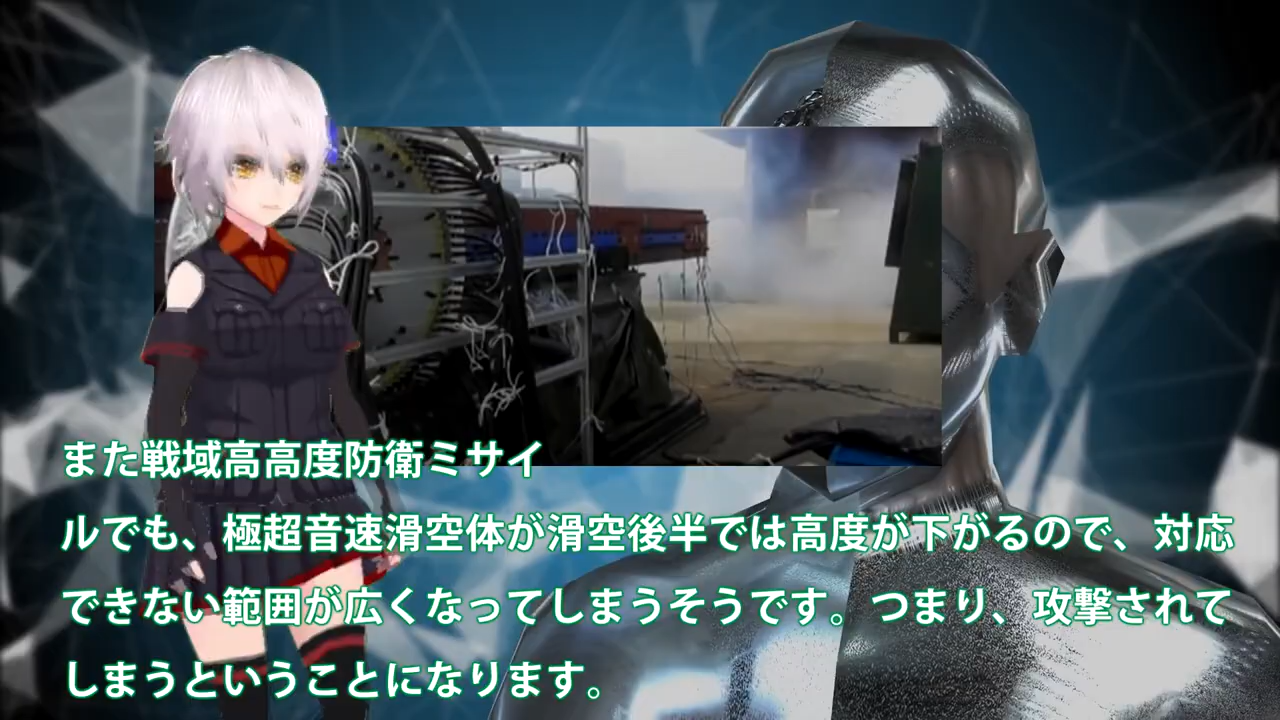 また戦域高高度防衛ミサイ
ルでも、極超音速滑空体が滑空後半では高度が下がるので、対応
できない範囲が広くなってしまうそうです。つまり、攻撃されて
しまうということになります。